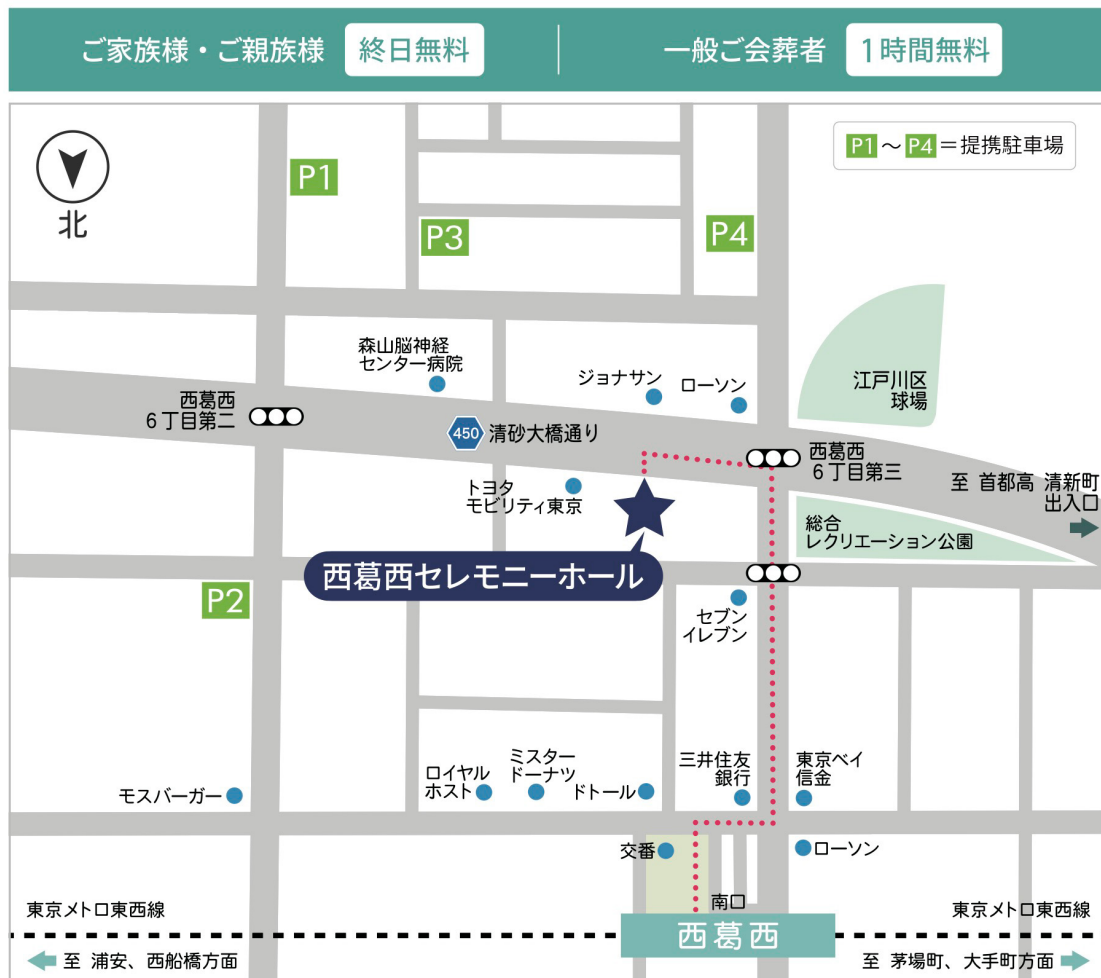 ご家族様・ご親族様 終日無料
一般ご会葬者 1時間無料
北
P1～P4＝提携駐車場
P1
P3
P4
森山脳神経
センター病院
ジョナサン
ローソン
江戸川区
球場
西葛西
6丁目第二
450 清砂大橋通り
西葛西
6丁目第三
至 首都高 清新町
出入口
トヨタ
モビリティ東京
総合
レクリエーション公園
西葛西セレモニーホール
P2
セブン
イレブン
モスバーガー
ロイヤル
ホスト
ミスター
ドーナツ
ドトール
三井住友
銀行
東京ベイ
信金
交番
ローソン
南口
東京メトロ東西線
西葛西
東京メトロ東西線
至 浦安、西船橋方面
至 茅場町、大手町方面